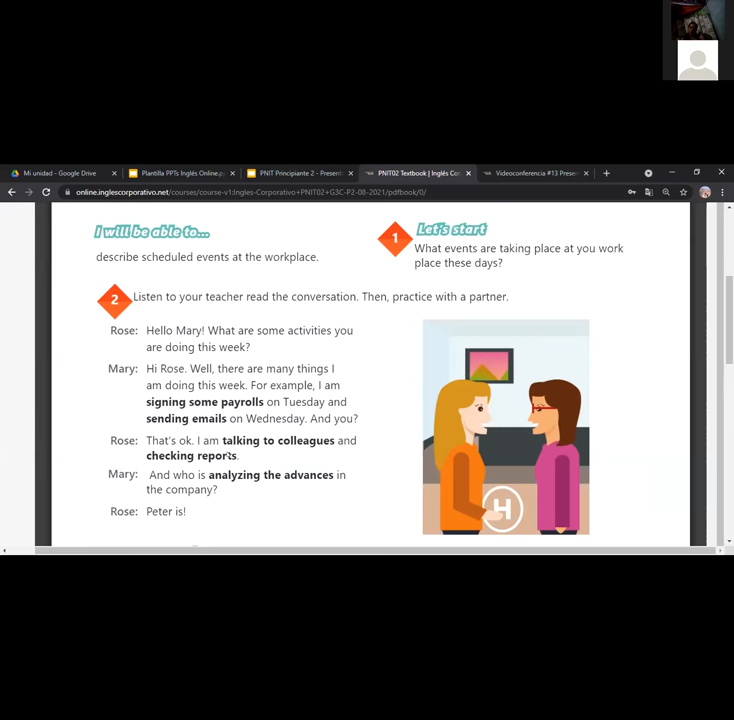 Mi unidad - Google Drive
Plantilla PPTs Inglés Online.p
PNIT Principiante 2 - Present
PNIT02 Textbook | Inglés Co
Videoconferencia #13 Prese
online.inglescorporativo.net/courses/course-v1:Ingles-Corporativo+PNIT02+G3C-P2-08-2021/pdfbook/0/
I will be able to...
describe scheduled events at the workplace.
1
Let's start
What events are taking place at you work
place these days?
2
Listen to your teacher read the conversation. Then, practice with a partner.
Rose: Hello Mary! What are some activities you
are doing this week?
Mary: Hi Rose. Well, there are many things I
am doing this week. For example, I am
signing some payrolls on Tuesday and
sending emails on Wednesday. And you?
Rose: That's ok. I am talking to colleagues and
checking reports.
Mary: And who is analyzing the advances in
the company?
Rose: Peter is!
H